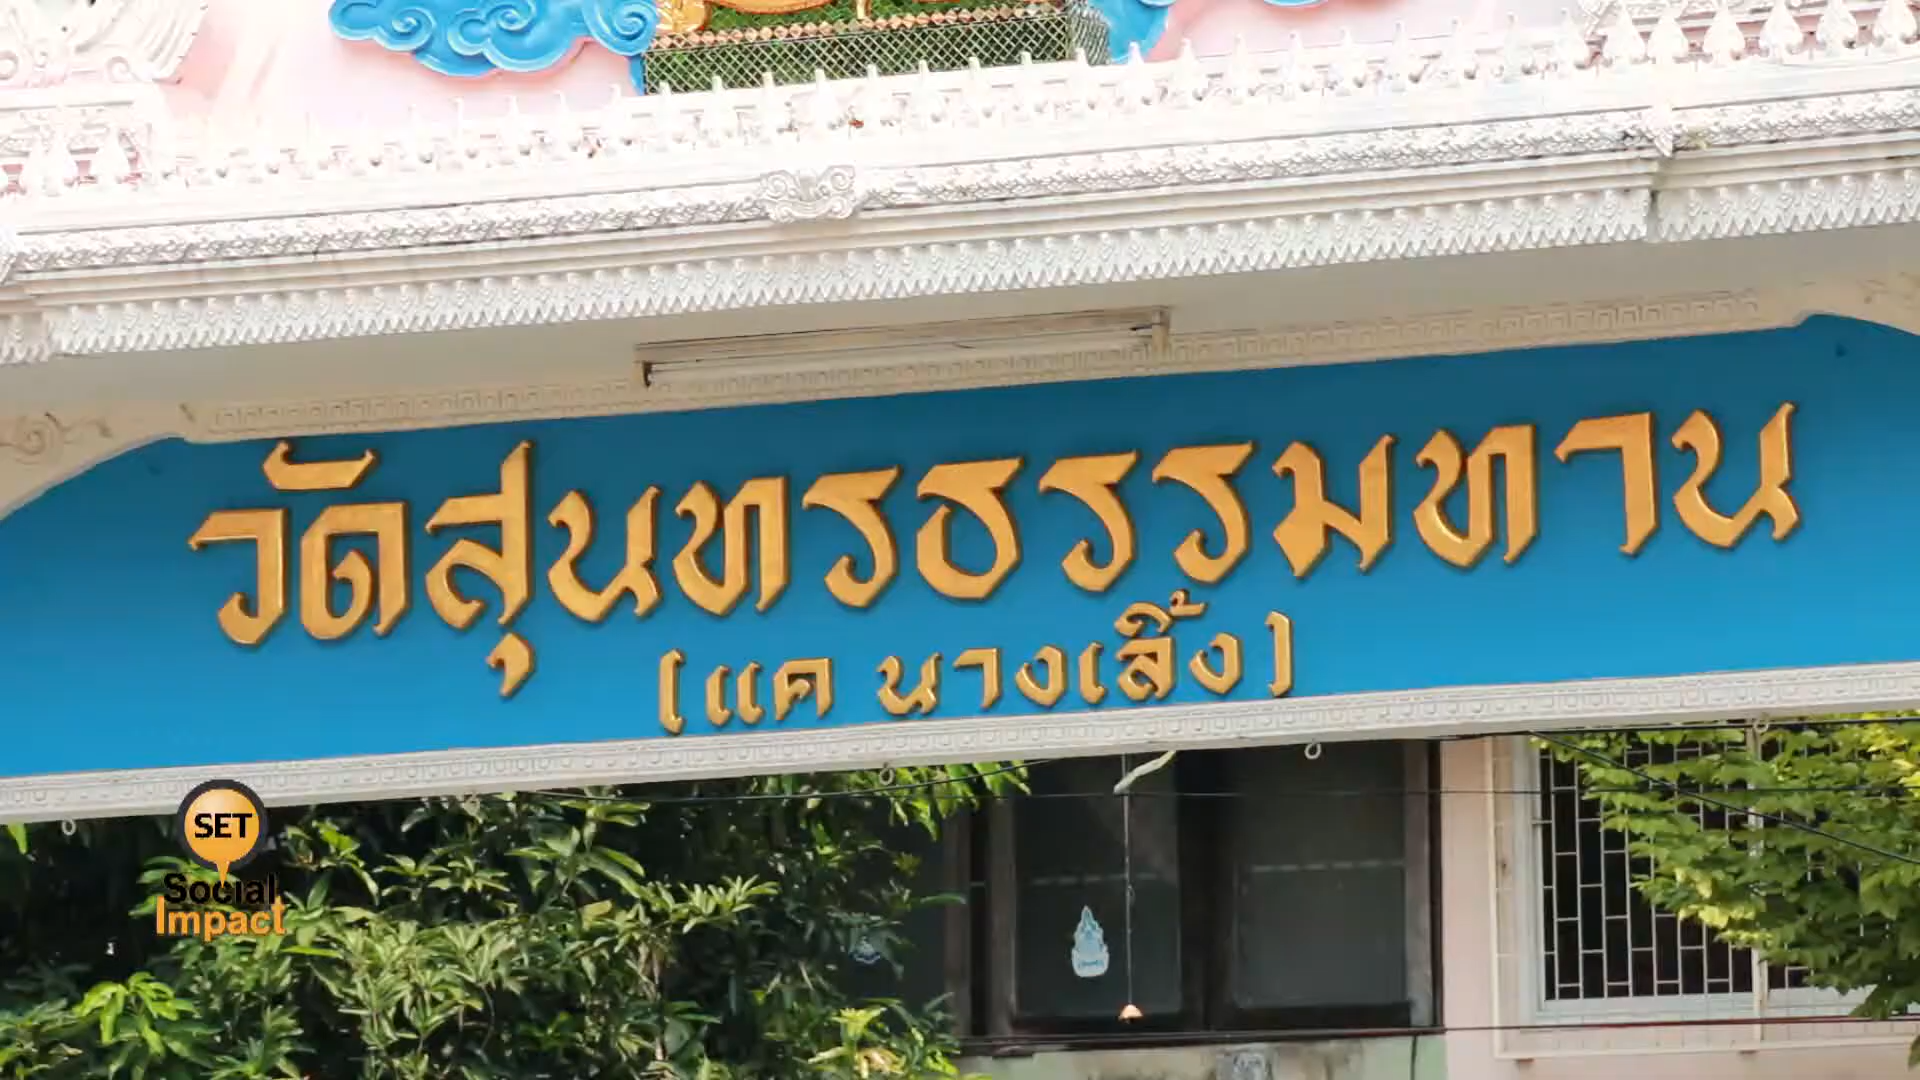 วัดสุนทรธรรมทาน
(แค นางเลิ้ง)
SET
Social
Impact